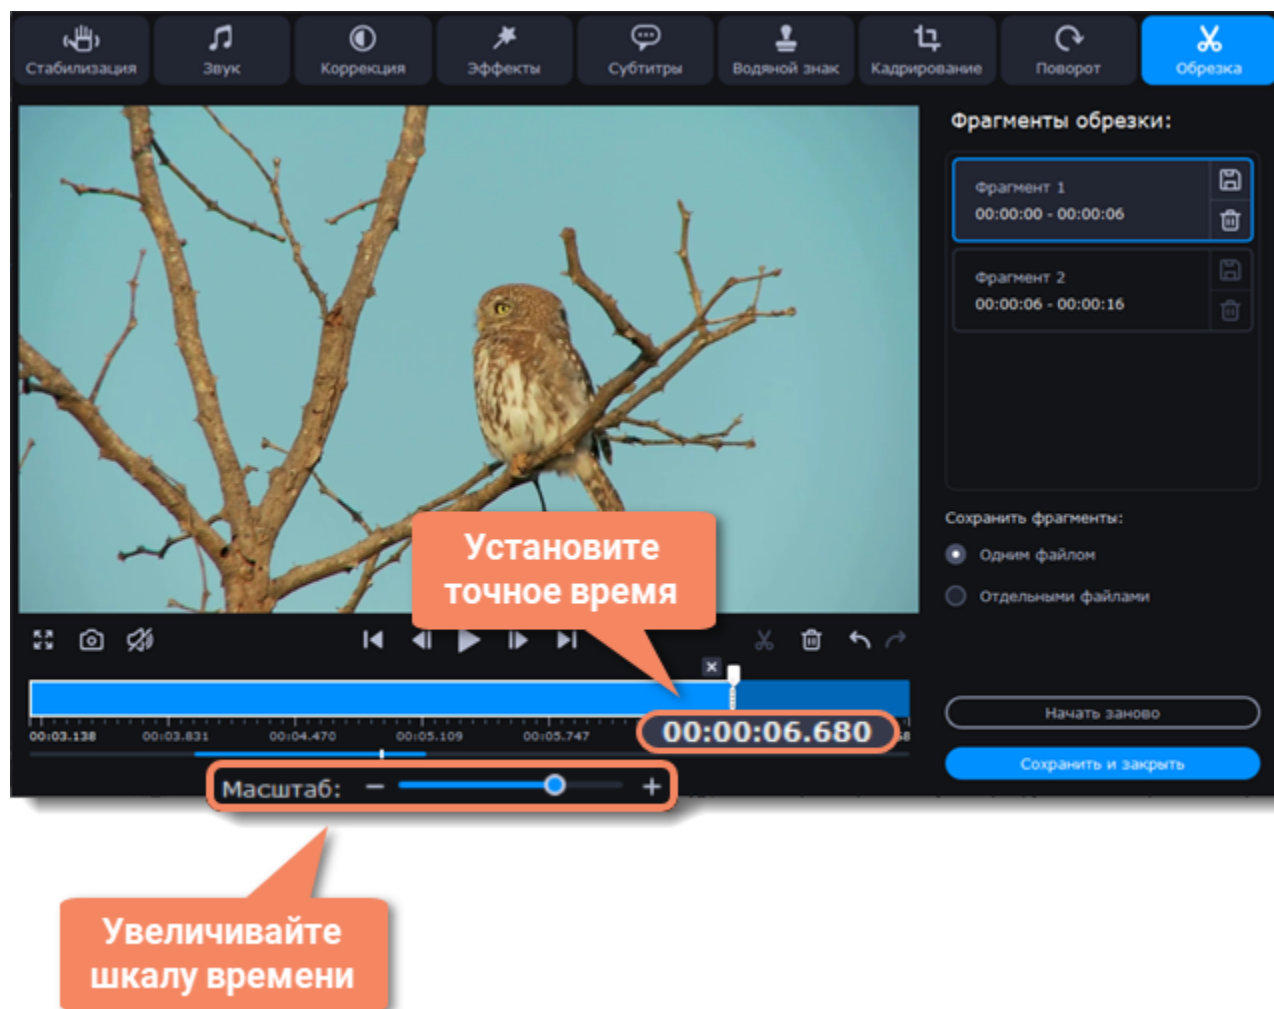 Стабилизация
Звук
Коррекция
Эффекты
Субтитры
Водяной знак
Кадрирование
Поворот
Обрезка
Фрагменты обрезки:
Фрагмент 1
00:00:00 - 00:00:06
Фрагмент 2
00:00:06 - 00:00:16
Сохранить фрагменты:
Одним файлом
Отдельными файлами
Установите
точное время
00:03.138
00:03.831
00:04.470
00:05.109
00:05.747
00:00:06.680
Масштаб:
Начать заново
Сохранить и закрыть
Увеличивайте
шкалу времени